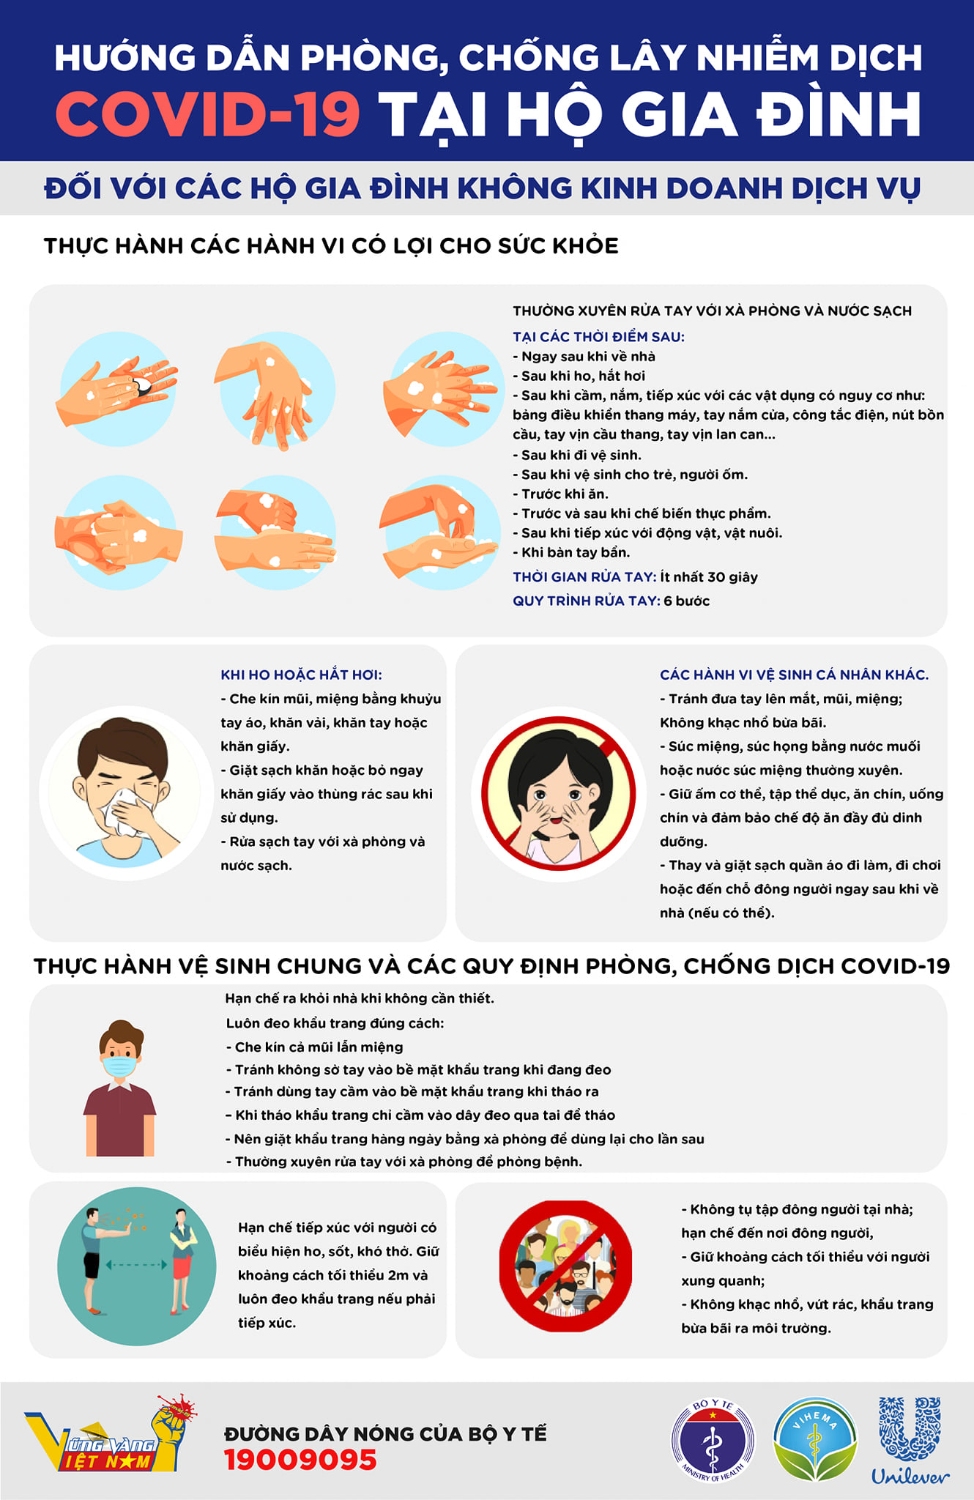 HƯỚNG DẪN PHÒNG, CHỐNG LÂY NHIỄM DỊCH
COVID-19 TẠI HỘ GIA ĐÌNH
ĐỐI VỚI CÁC HỘ GIA ĐÌNH KHÔNG KINH DOANH DỊCH VỤ
THỰC HÀNH CÁC HÀNH VI CÓ LỢI CHO SỨC KHỎE
THƯỜNG XUYÊN RỬA TAY VỚI XÀ PHÒNG VÀ NƯỚC SẠCH
TẠI CÁC THỜI ĐIỂM SAU:
- Ngay sau khi về nhà
- Sau khi ho, hắt hơi
- Sau khi cầm, nắm, tiếp xúc với các vật dụng có nguy cơ như:
bảng điều khiển thang máy, tay nắm cửa, công tắc điện, nút bồn
cầu, tay vịn cầu thang, tay vịn lan can...
- Sau khi đi vệ sinh.
- Sau khi vệ sinh cho trẻ, người ốm.
- Trước khi ăn.
- Trước và sau khi chế biến thực phẩm.
- Sau khi tiếp xúc với động vật, vật nuôi.
- Khi bàn tay bẩn.
THỜI GIAN RỬA TAY: Ít nhất 30 giây
QUY TRÌNH RỬA TAY: 6 bước
KHI HO HOẶC HẮT HƠI:
- Che kín mũi, miệng bằng khuỷu
tay áo, khăn vải, khăn tay hoặc
khăn giấy.
- Giặt sạch khăn hoặc bỏ ngay
khăn giấy vào thùng rác sau khi
sử dụng.
- Rửa sạch tay với xà phòng và
nước sạch.
CÁC HÀNH VI VỆ SINH CÁ NHÂN KHÁC.
- Tránh đưa tay lên mắt, mũi, miệng;
Không khạc nhổ bừa bãi.
- Súc miệng, súc họng bằng nước muối
hoặc nước súc miệng thường xuyên.
- Giữ ấm cơ thể, tập thể dục, ăn chín, uống
chín và đảm bảo chế độ ăn đầy đủ dinh
dưỡng.
- Thay và giặt sạch quần áo đi làm, đi chơi
hoặc đến chỗ đông người ngay sau khi về
nhà (nếu có thể).
THỰC HÀNH VỆ SINH CHUNG VÀ CÁC QUY ĐỊNH PHÒNG, CHỐNG DỊCH COVID-19
Hạn chế ra khỏi nhà khi không cần thiết.
Luôn đeo khẩu trang đúng cách:
- Che kín cả mũi lẫn miệng
- Tránh không sờ tay vào bề mặt khẩu trang khi đang đeo
- Tránh dùng tay cầm vào bề mặt khẩu trang khi tháo ra
– Khi tháo khẩu trang chỉ cầm vào dây đeo qua tai để tháo
- Nên giặt khẩu trang hàng ngày bằng xà phòng để dùng lại cho lần sau
- Thường xuyên rửa tay với xà phòng để phòng bệnh.
Hạn chế tiếp xúc với người có
biểu hiện ho, sốt, khó thở. Giữ
khoảng cách tối thiểu 2m và
luôn đeo khẩu trang nếu phải
tiếp xúc.
- Không tụ tập đông người tại nhà;
hạn chế đến nơi đông người,
- Giữ khoảng cách tối thiểu với người
xung quanh;
- Không khạc nhổ, vứt rác, khẩu trang
bừa bãi ra môi trường.
VỮNG VÀNG
VIỆT NAM
ĐƯỜNG DÂY NÓNG CỦA BỘ Y TẾ
19009095
BỘ Y TẾ
MINISTRY OF HEALTH
VIHEMA
Unilever